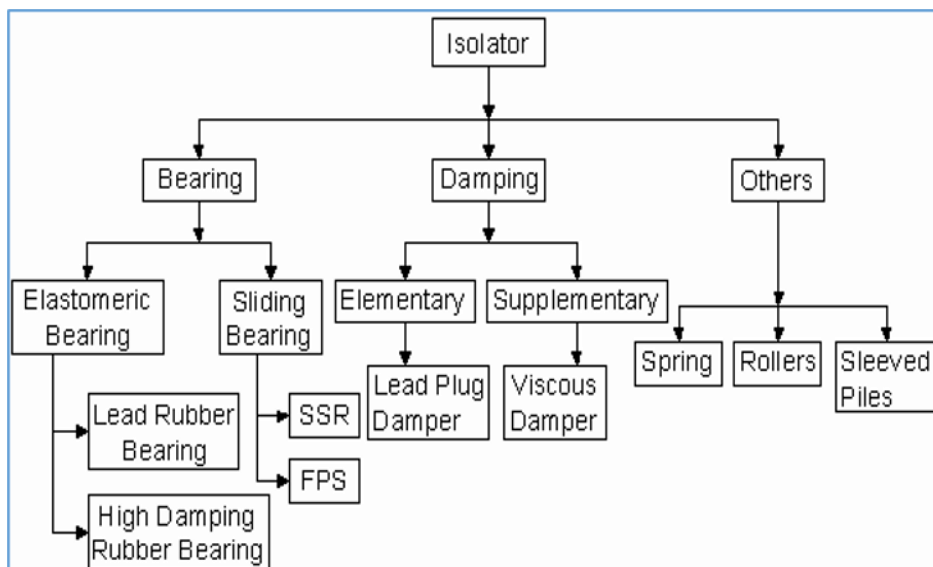 Isolator
Bearing
Damping
Others
Elastomeric
Bearing
Sliding
Bearing
Elementary
Supplementary
Spring
Rollers
Sleeved
Piles
Lead Plug
Damper
Viscous
Damper
Lead Rubber
Bearing
SSR
FPS
High Damping
Rubber Bearing